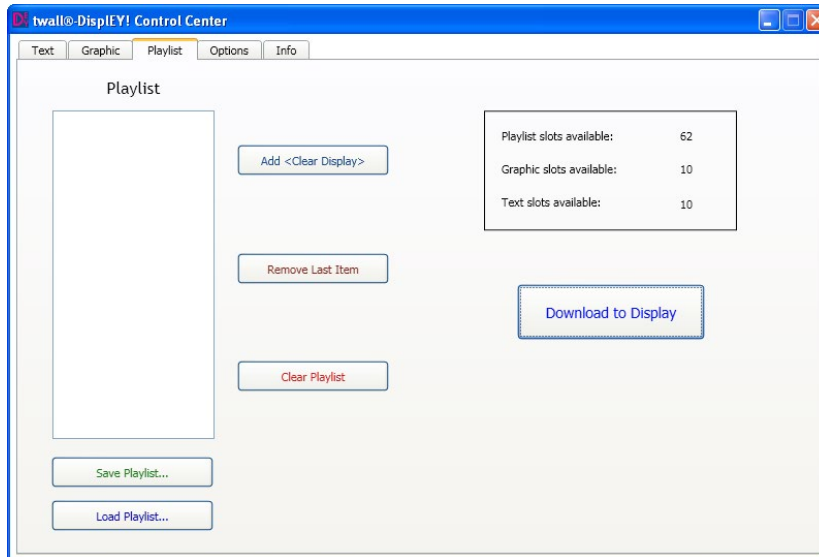 twall®-DisplEY! Control Center
Text Graphic Playlist Options Info
Playlist
Add <Clear Display>
Remove Last Item
Clear Playlist
Save Playlist...
Load Playlist...
Playlist slots available: 62
Graphic slots available: 10
Text slots available: 10
Download to Display